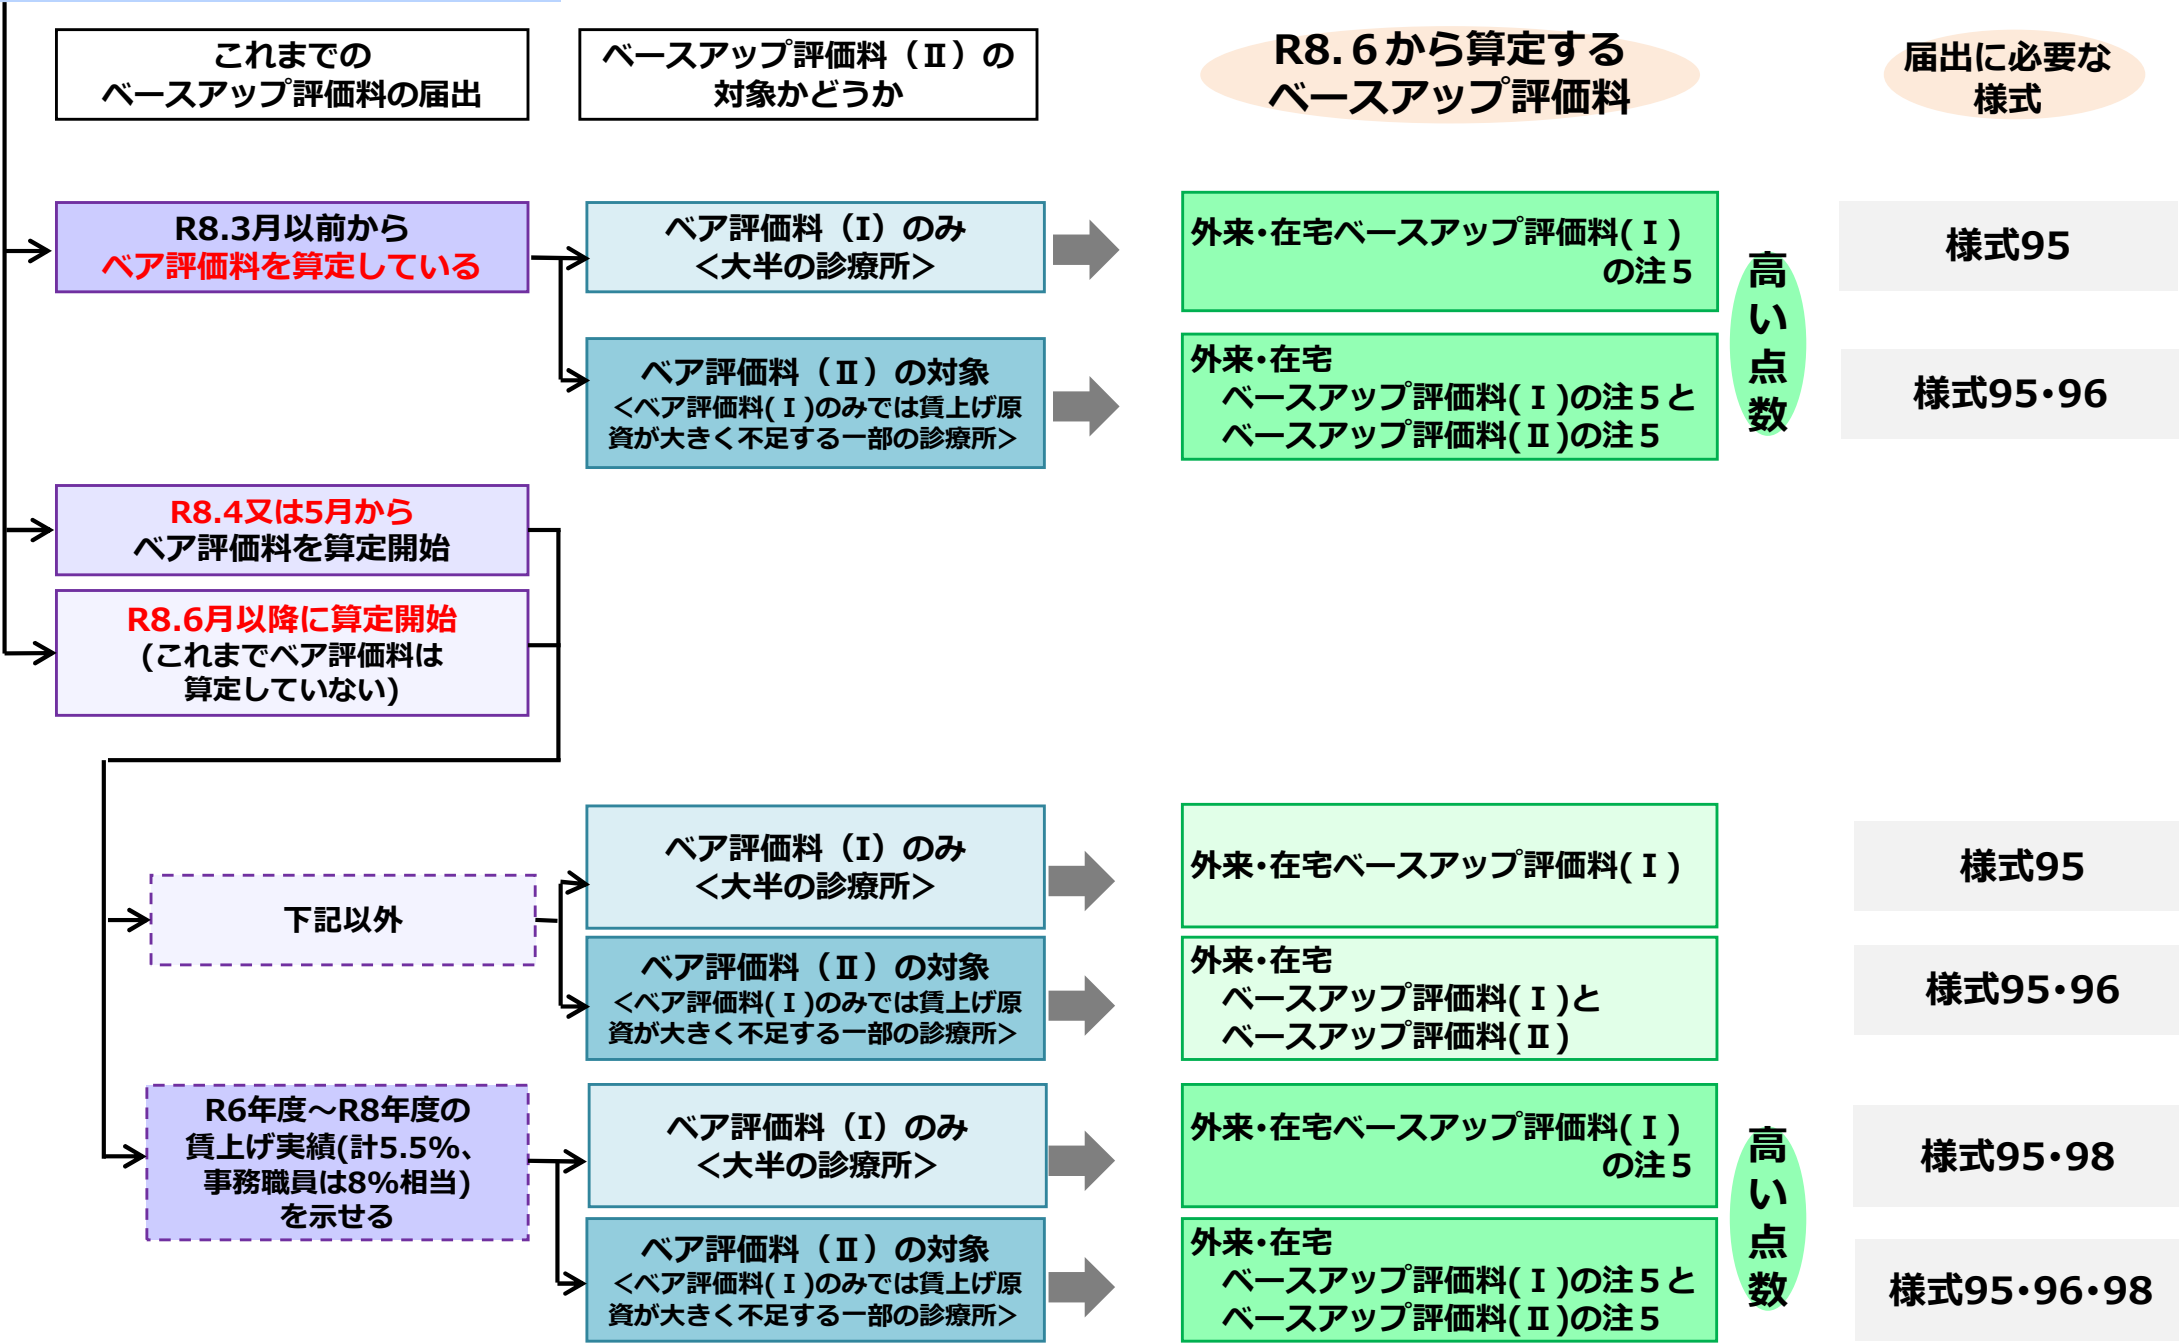 これまでの
ベースアップ評価料の届出
ベースアップ評価料（Ⅱ）の
対象かどうか
R8.６から算定する
ベースアップ評価料
届出に必要な
様式
R8.3月以前から
ベア評価料を算定している
ベア評価料（I）のみ
＜大半の診療所＞
外来･在宅ベースアップ評価料(Ⅰ)
の注５
様式95
ベア評価料（Ⅱ）の対象
＜ベア評価料(Ⅰ)のみでは賃上げ原
資が大きく不足する一部の診療所＞
外来･在宅
ベースアップ評価料(Ⅰ)の注５と
ベースアップ評価料(Ⅱ)の注５
高い点数
様式95･96
R8.4又は5月から
ベア評価料を算定開始
R8.6月以降に算定開始
(これまでベア評価料は
算定していない)
下記以外
ベア評価料（I）のみ
＜大半の診療所＞
外来･在宅ベースアップ評価料(Ⅰ)
様式95
ベア評価料（Ⅱ）の対象
＜ベア評価料(Ⅰ)のみでは賃上げ原
資が大きく不足する一部の診療所＞
外来･在宅
ベースアップ評価料(Ⅰ)と
ベースアップ評価料(Ⅱ)
様式95･96
R6年度～R8年度の
賃上げ実績(計5.5%、
事務職員は8%相当)
を示せる
ベア評価料（I）のみ
＜大半の診療所＞
外来･在宅ベースアップ評価料(Ⅰ)
の注５
様式95･98
ベア評価料（Ⅱ）の対象
＜ベア評価料(Ⅰ)のみでは賃上げ原
資が大きく不足する一部の診療所＞
外来･在宅
ベースアップ評価料(Ⅰ)の注５と
ベースアップ評価料(Ⅱ)の注５
高い点数
様式95･96･98